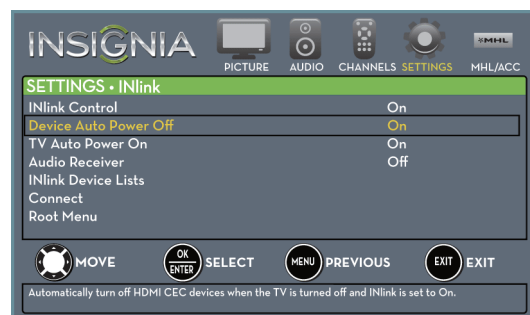 INSIGNIA
PICTURE AUDIO CHANNELS SETTINGS MHL/ACC
MHL
SETTINGS • INlink
INlink Control On
Device Auto Power Off On
TV Auto Power On On
Audio Receiver Off
INlink Device Lists
Connect
Root Menu
MOVE OK ENTER SELECT MENU PREVIOUS EXIT EXIT
Automatically turn off HDMI CEC devices when the TV is turned off and INlink is set to On.